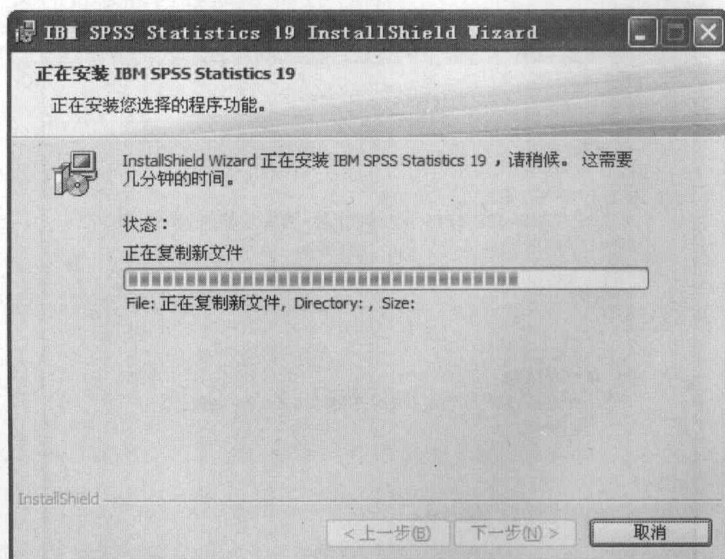 IBM SPSS Statistics 19 InstallShield Wizard
正在安装 IBM SPSS Statistics 19
正在安装您选择的程序功能。
InstallShield Wizard 正在安装 IBM SPSS Statistics 19 ，请稍候。 这需要
几分钟的时间。
状态：
正在复制新文件
File: 正在复制新文件, Directory: , Size:
InstallShield
< 上一步(B)
下一步(N) >
取消